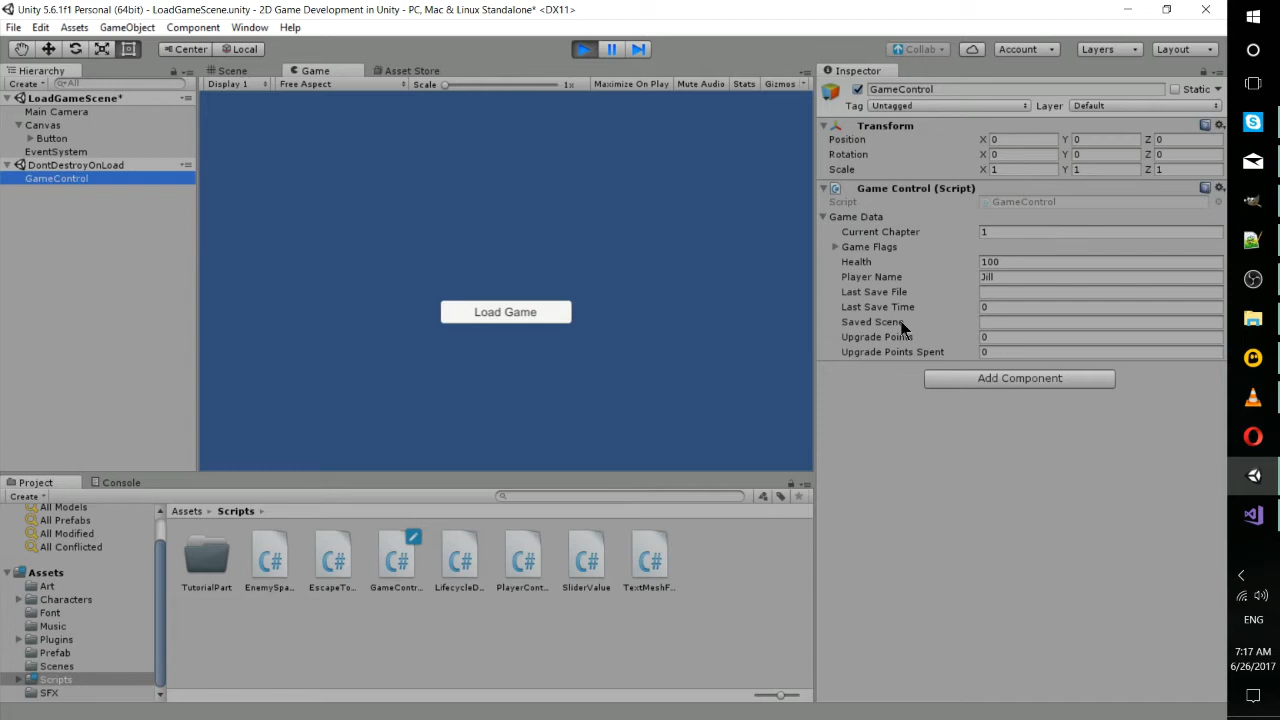 Unity 5.6.1f1 Personal (64bit) - LoadGameScene.unity - 2D Game Development in Unity - PC, Mac & Linux Standalone* <DX11>
File Edit Assets GameObject Component Window Help
Center Local Collab Account Layers Layout
Hierarchy
Create All
LoadGameScene*
Main Camera
Canvas
Button
EventSystem
DontDestroyOnLoad
GameControl
Scene Game Asset Store
Display 1 Free Aspect Scale 1x Maximize On Play Mute Audio Stats Gizmos
Load Game
Inspector
GameControl Static
Tag Untagged Layer Default
Transform
Position X 0 Y 0 Z 0
Rotation X 0 Y 0 Z 0
Scale X 1 Y 1 Z 1
Game Control (Script)
Script GameControl
Game Data
Current Chapter 1
Game Flags
Health 100
Player Name Jill
Last Save File
Last Save Time 0
Saved Scene
Upgrade Points 0
Upgrade Points Spent 0
Add Component
Project Console
Create
All Models
All Prefabs
All Modified
All Conflicted
Assets
Art
Characters
Font
Music
Plugins
Prefab
Scenes
Scripts
SFX
Assets Scripts
TutorialPart EnemySpa... EscapeTo... GameContr... LifecycleD... PlayerCont... SliderValue TextMeshF...
ENG
7:17 AM
6/26/2017